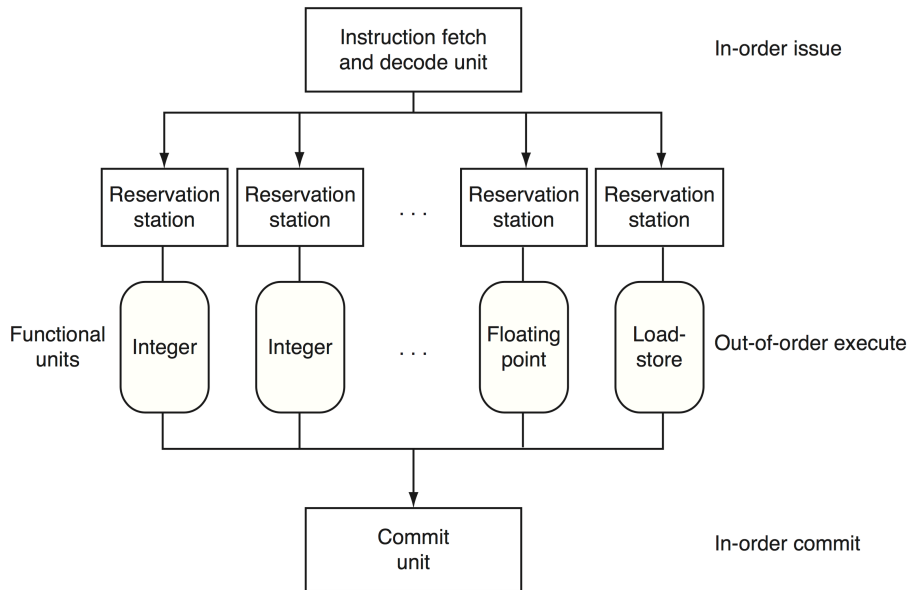 Instruction fetch
and decode unit
In-order issue
Reservation
station
Reservation
station
. . .
Reservation
station
Reservation
station
Functional
units
Integer
Integer
. . .
Floating
point
Load-
store
Out-of-order execute
Commit
unit
In-order commit